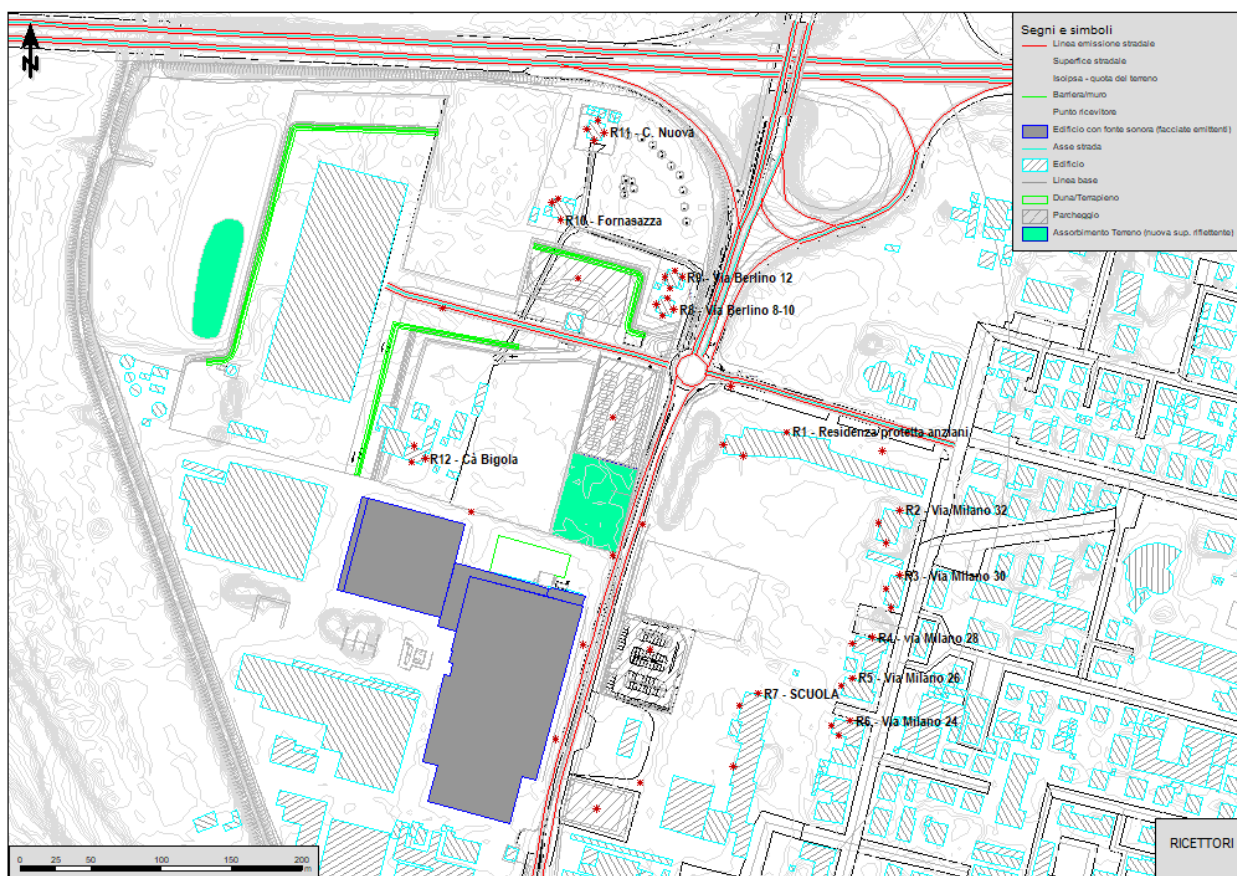 N
Segni e simboli
Linea emissione stradale
Superfice stradale
Isoipsa - quota del terreno
Barriera/muro
Punto ricevitore
Edificio con fonte sonora (facciate emittenti)
Asse strada
Edificio
Linea base
Duna/Terrapieno
Parcheggio
Assorbimento Terreno (nuova sup. riflettente)
R11 - C. Nuova
R10 - Fornasazza
R9 - Via Berlino 12
R8 - Via Berlino 8-10
R1 - Residenza protetta anziani
R12 - Cà Bigola
R2 - Via Milano 32
R3 - Via Milano 30
R4 - via Milano 28
R5 - Via Milano 26
R7 - SCUOLA
R6 - Via Milano 24
RICETTORI
0 25 50 100 150 200
m